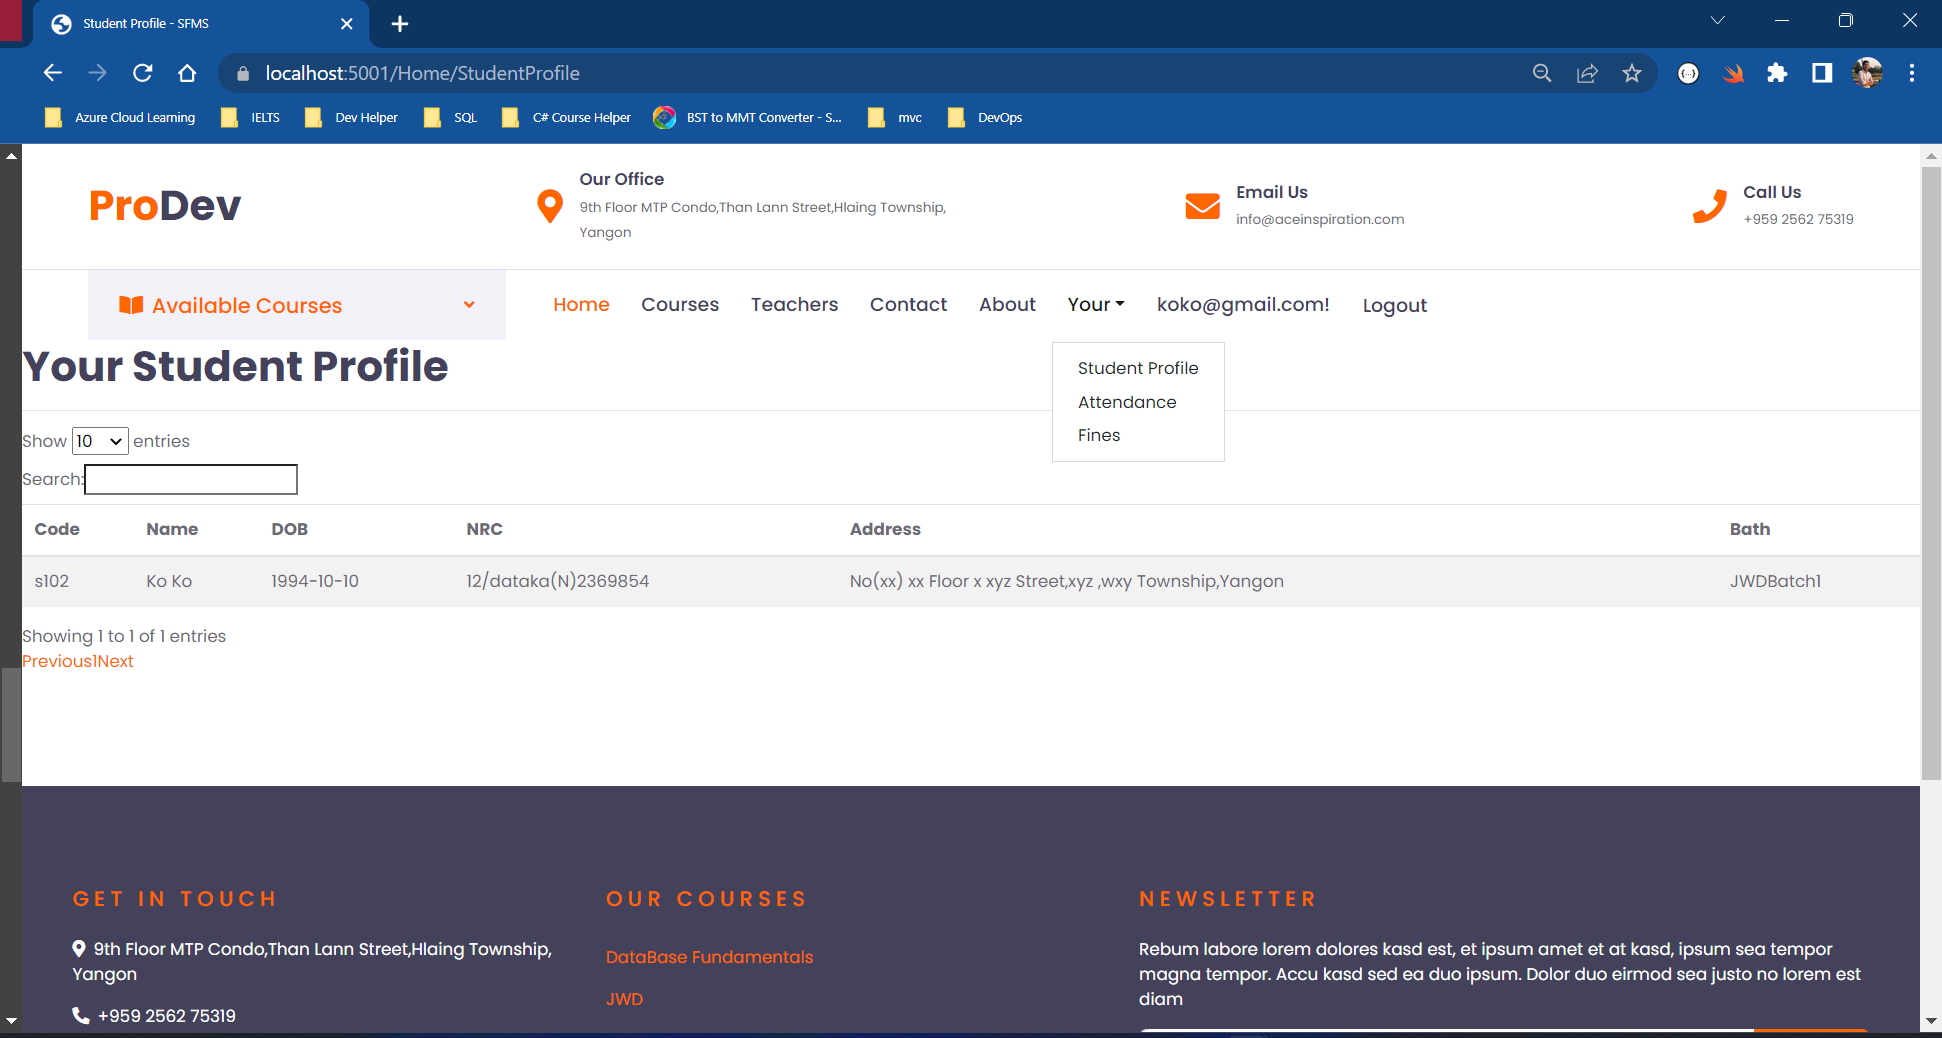 Student Profile - SFMS
localhost:5001/Home/StudentProfile
Azure Cloud Learning
IELTS
Dev Helper
SQL
C# Course Helper
BST to MMT Converter - S...
mvc
DevOps
ProDev
Our Office
9th Floor MTP Condo,Than Lann Street,Hlaing Township,
Yangon
Email Us
info@aceinspiration.com
Call Us
+959 2562 75319
Available Courses
Home
Courses
Teachers
Contact
About
Your
koko@gmail.com!
Logout
Student Profile
Attendance
Fines
Your Student Profile
Show 10 entries
Search:
Code Name DOB NRC Address Bath
s102 Ko Ko 1994-10-10 12/dataka(N)2369854 No(xx) xx Floor x xyz Street,xyz ,wxy Township,Yangon JWDBatch1
Showing 1 to 1 of 1 entries
Previous1Next
GET IN TOUCH
9th Floor MTP Condo,Than Lann Street,Hlaing Township,
Yangon
+959 2562 75319
OUR COURSES
DataBase Fundamentals
JWD
NEWSLETTER
Rebum labore lorem dolores kasd est, et ipsum amet et at kasd, ipsum sea tempor
magna tempor. Accu kasd sed ea duo ipsum. Dolor duo eirmod sea justo no lorem est
diam